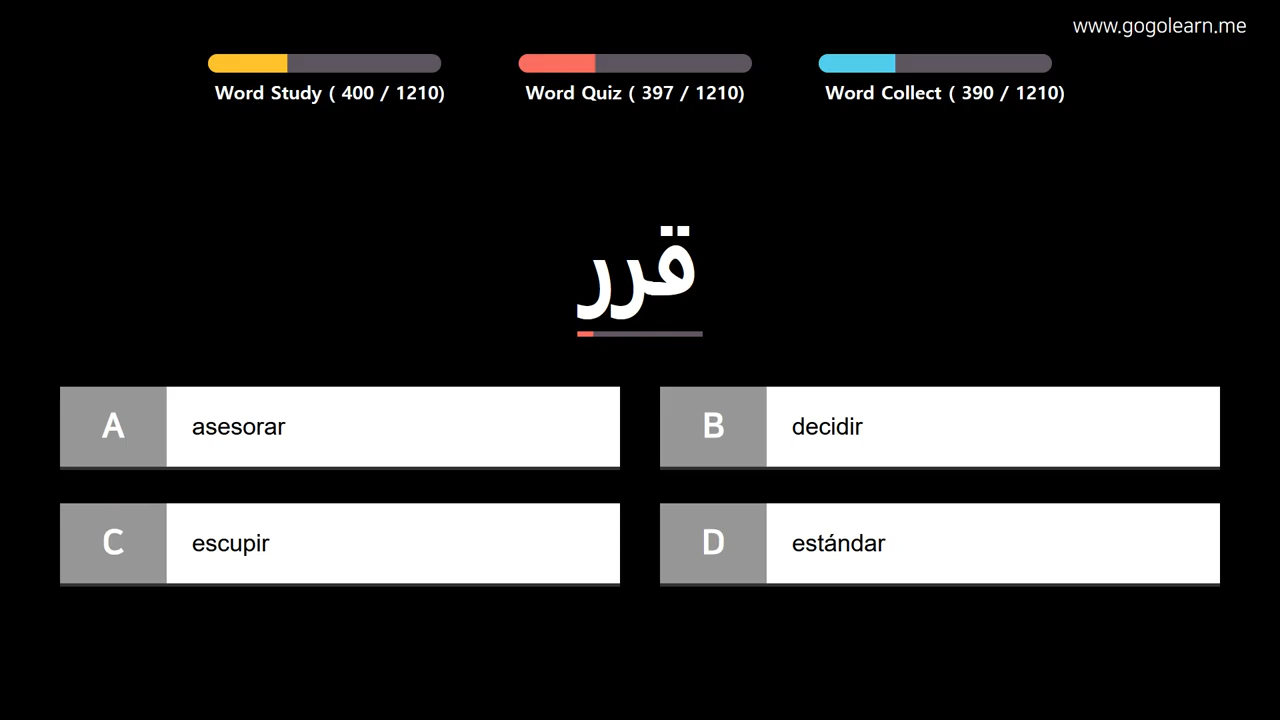 www.gogolearn.me
Word Study ( 400 / 1210)
Word Quiz ( 397 / 1210)
Word Collect ( 390 / 1210)
قرر
A asesorar
B decidir
C escupir
D estándar